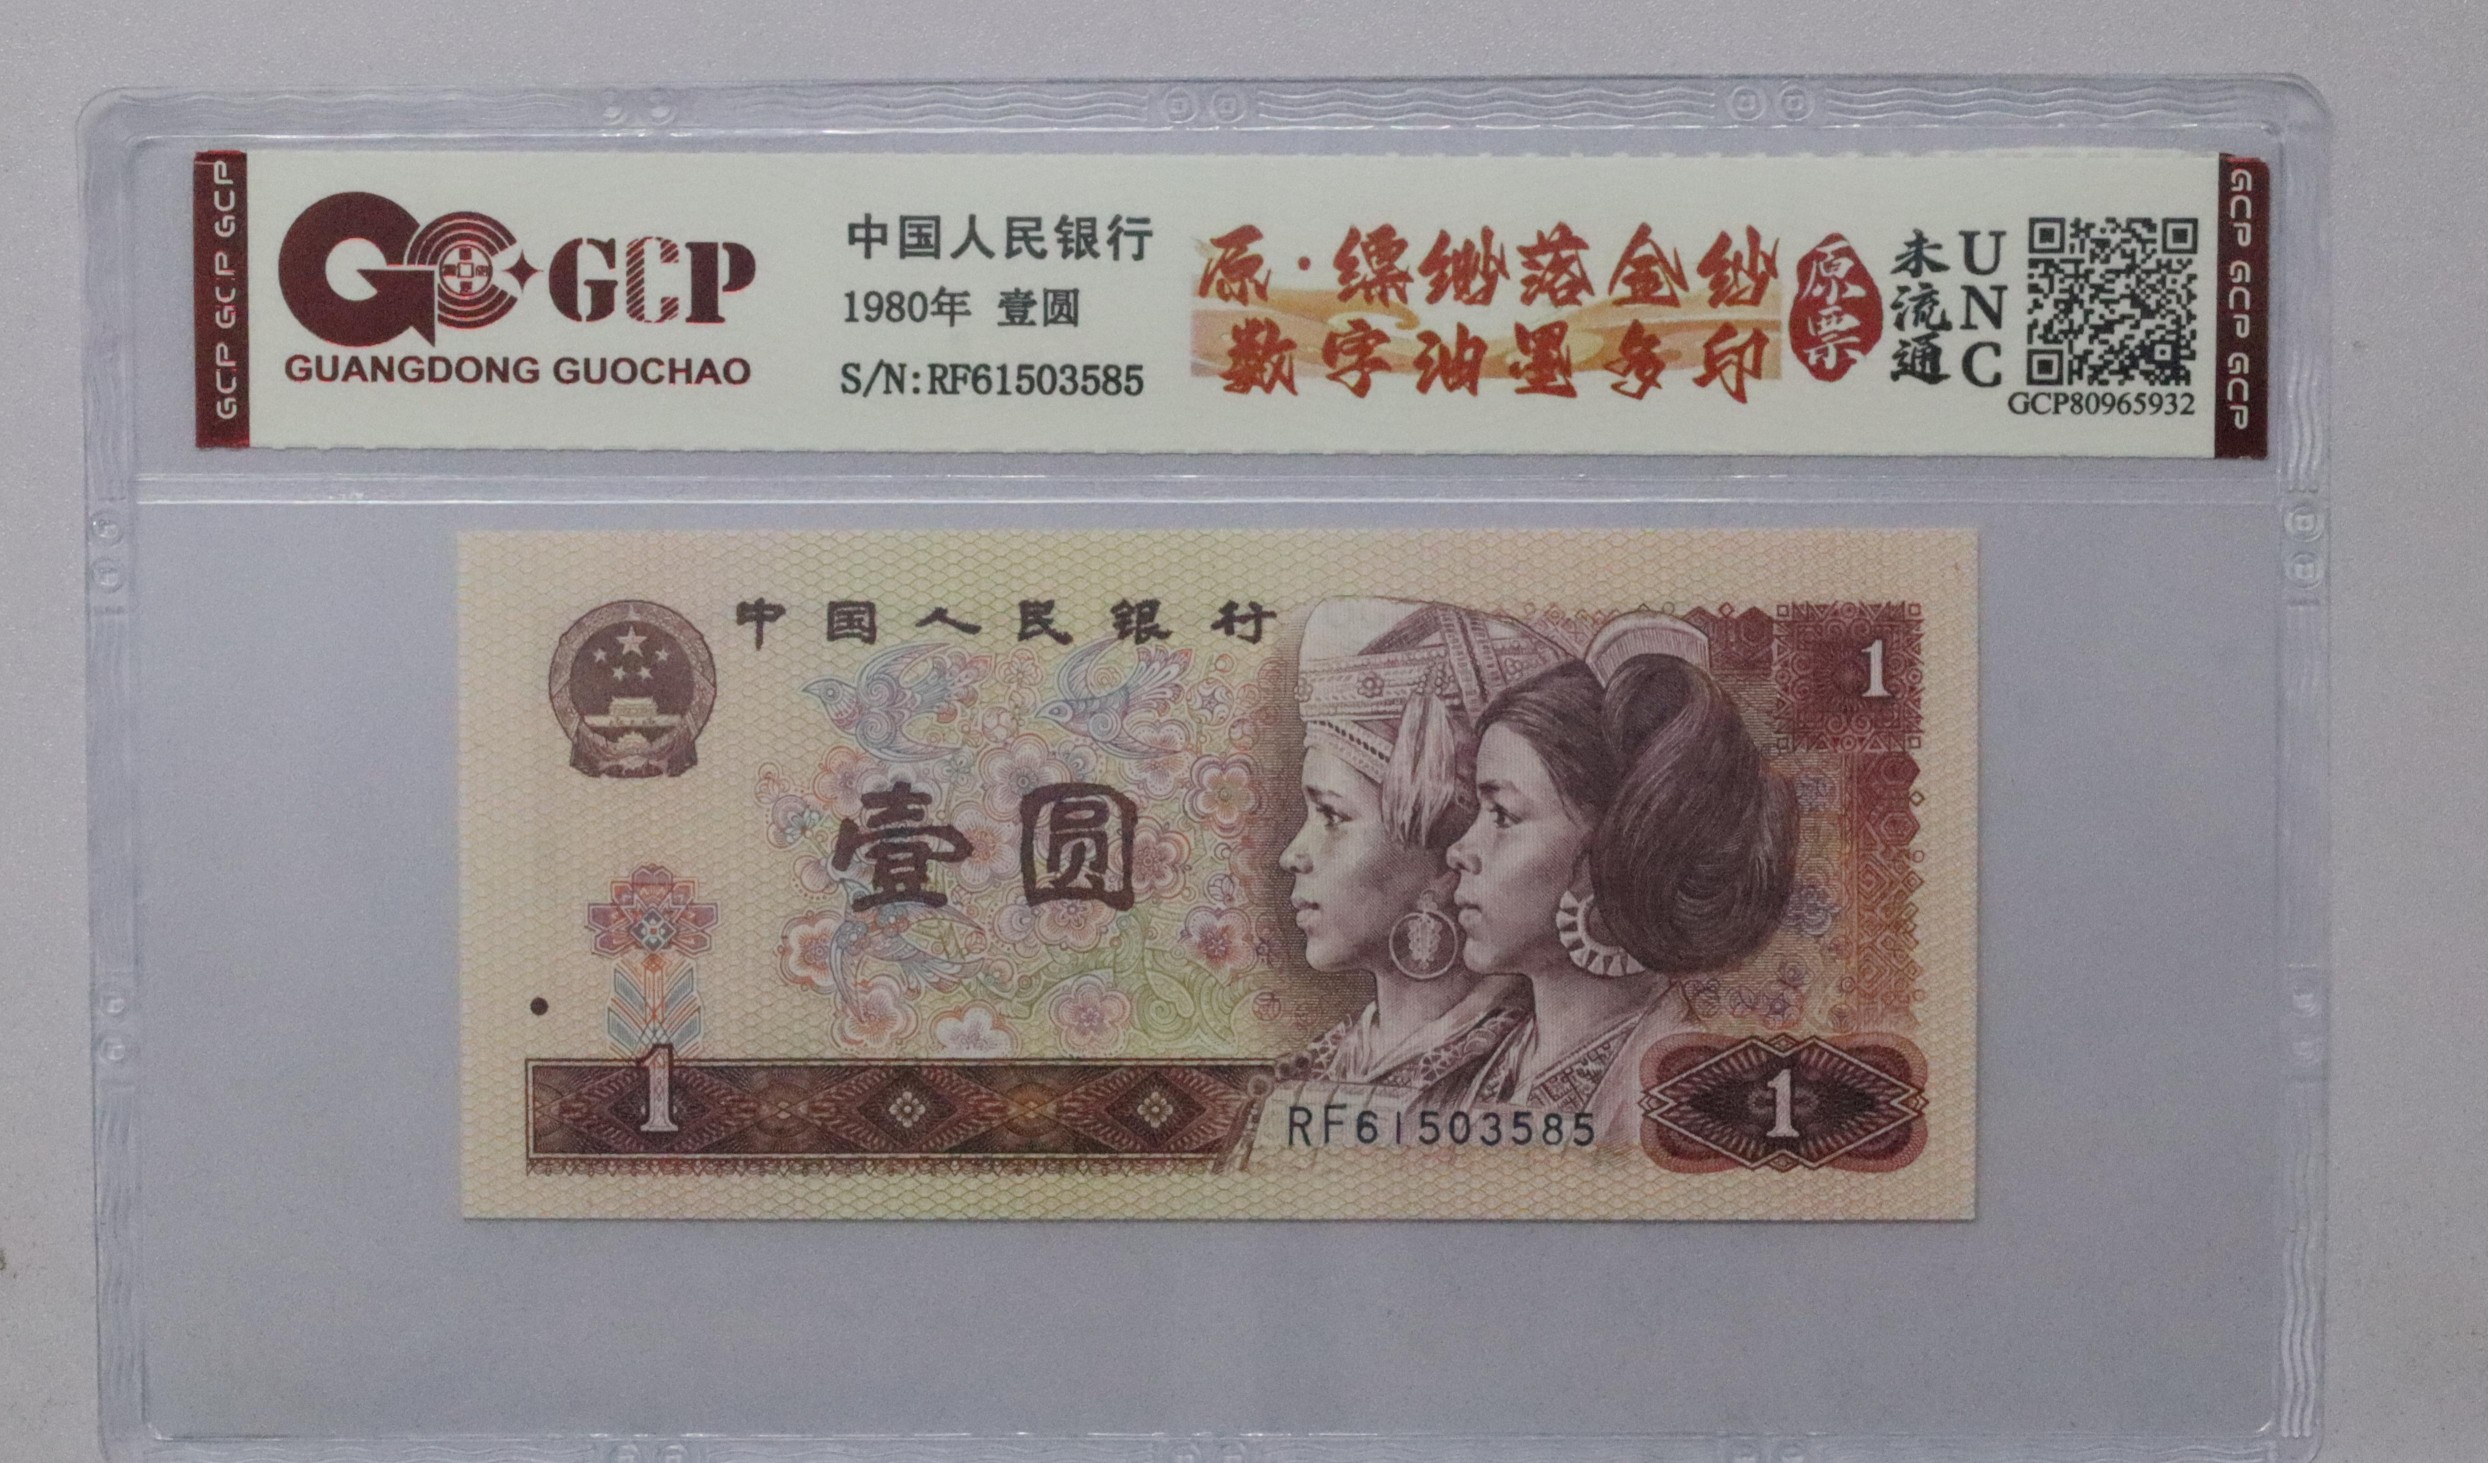 GCP GCP GCP
GCP
GUANGDONG GUOCHAO
中国人民银行
1980年 壹圆
S/N:RF61503585
原·缥缈落金纱
数字油墨多印
原票
未流通
UNC
GCP80965932
GCP GCP GCP
中国人民银行
1
壹圆
1
RF61503585
1